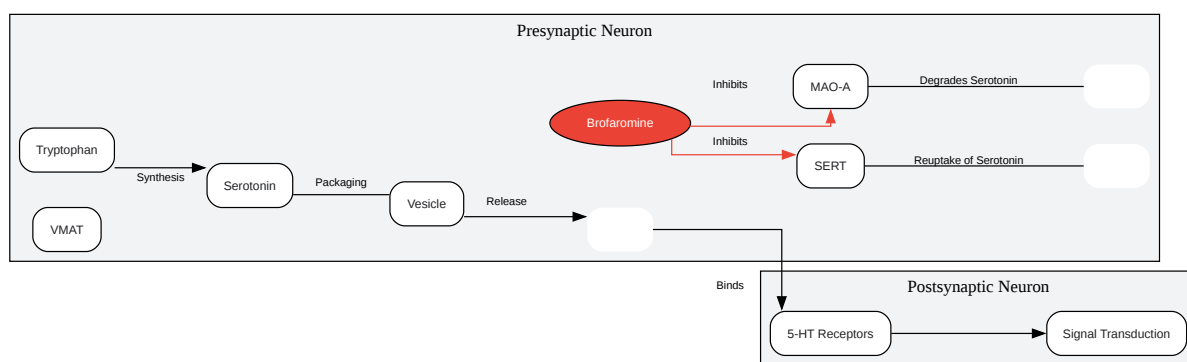 Presynaptic Neuron
Inhibits
MAO-A
Degrades Serotonin
Brofaromine
Inhibits
Tryptophan
Synthesis
Serotonin
Packaging
Vesicle
Release
SERT
Reuptake of Serotonin
VMAT
Binds
Postsynaptic Neuron
5-HT Receptors
Signal Transduction